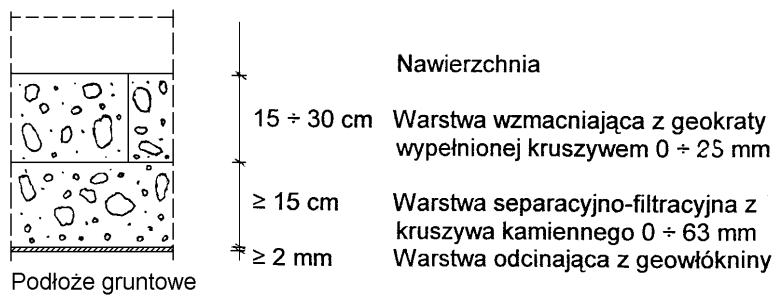 Nawierzchnia
15 ÷ 30 cm Warstwa wzmacniająca z geokraty
wypełnionej kruszywem 0 ÷ 25 mm
≥ 15 cm Warstwa separacyjno-filtracyjna z
kruszywa kamiennego 0 ÷ 63 mm
≥ 2 mm Warstwa odcinająca z geowłókniny
Podłoże gruntowe